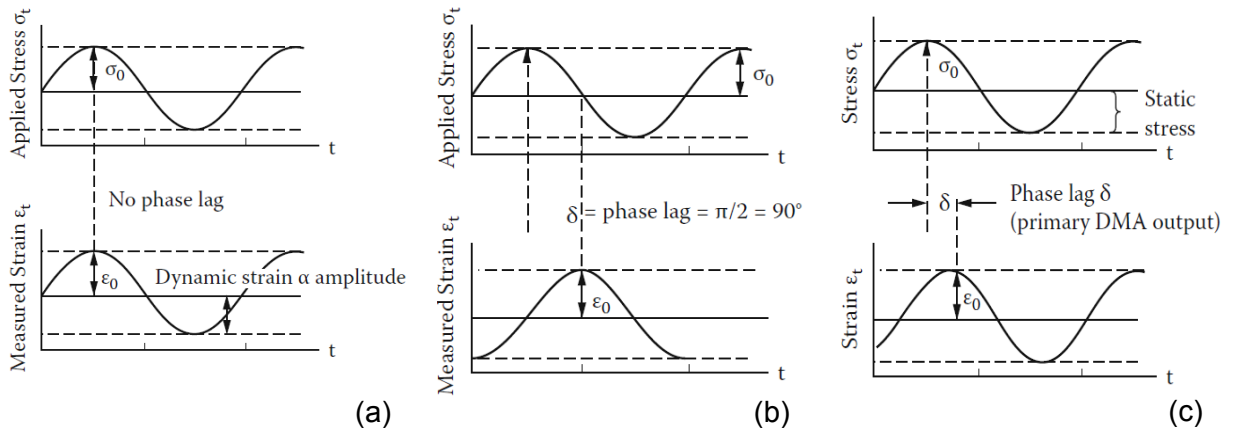 Applied Stress σt
σ0
t
No phase lag
Measured Strain εt
ε0
Dynamic strain α amplitude
t
(a)
Applied Stress σt
σ0
t
δ = phase lag = π/2 = 90°
Measured Strain εt
ε0
t
(b)
Stress σt
σ0
Static
stress
t
δ
Phase lag δ
(primary DMA output)
Strain εt
ε0
t
(c)